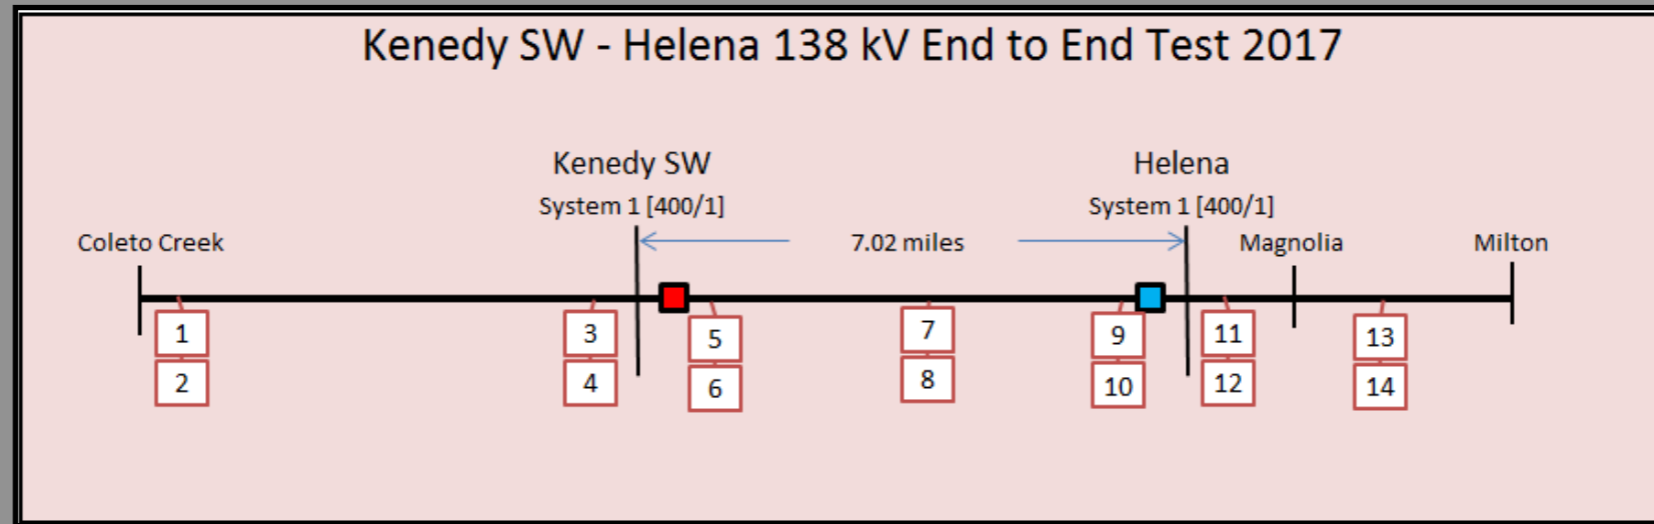 Kenedy SW - Helena 138 kV End to End Test 2017
Kenedy SW
Helena
System 1 [400/1]
System 1 [400/1]
Coleto Creek
7.02 miles
Magnolia
Milton
1
3
5
7
9
11
13
2
4
6
8
10
12
14